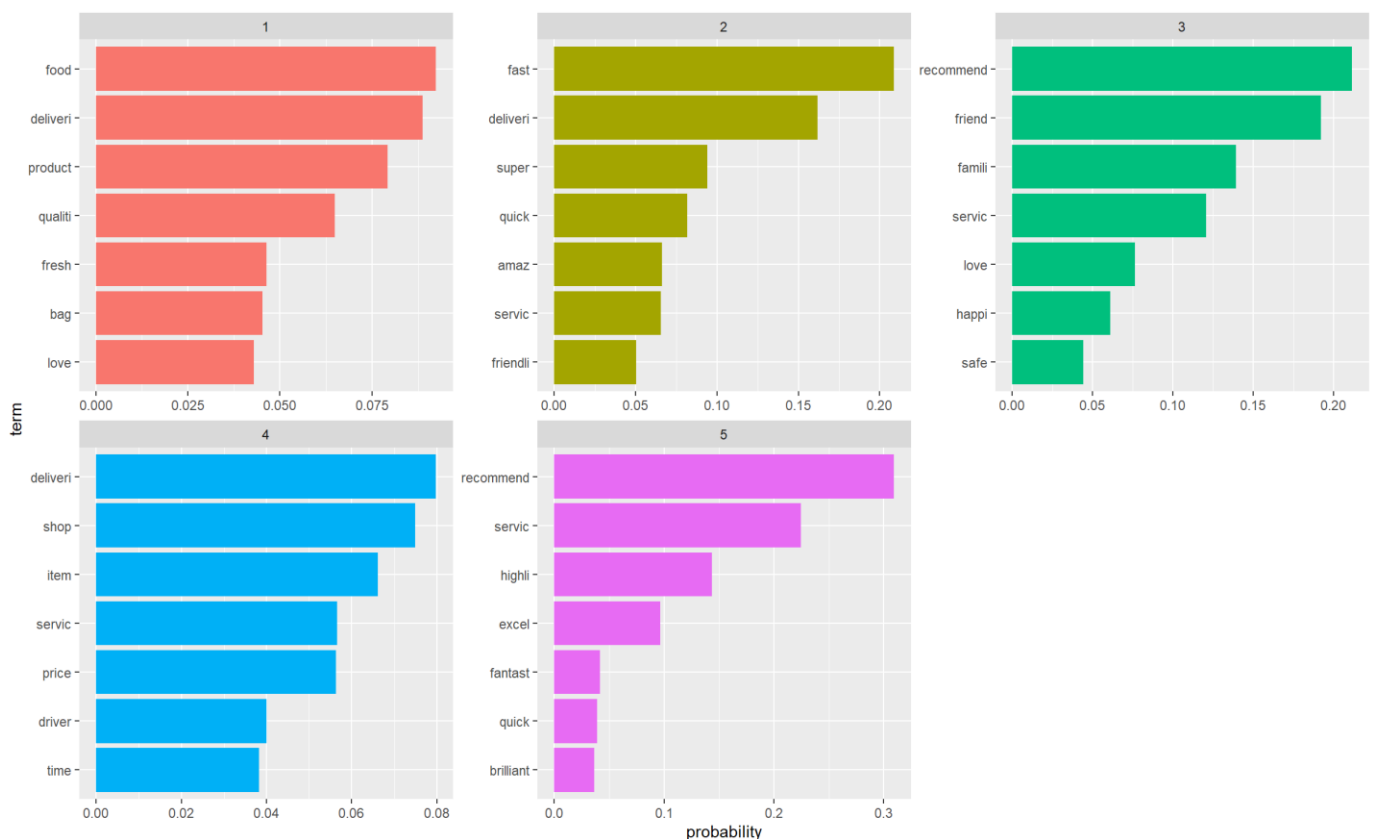 1
food
deliveri
product
qualiti
fresh
bag
love
0.000 0.025 0.050 0.075
2
fast
deliveri
super
quick
amaz
servic
friendli
0.00 0.05 0.10 0.15 0.20
3
recommend
friend
famili
servic
love
happi
safe
0.00 0.05 0.10 0.15 0.20
term
4
deliveri
shop
item
servic
price
driver
time
0.00 0.02 0.04 0.06 0.08
5
recommend
servic
highli
excel
fantast
quick
brilliant
0.0 0.1 0.2 0.3
probability